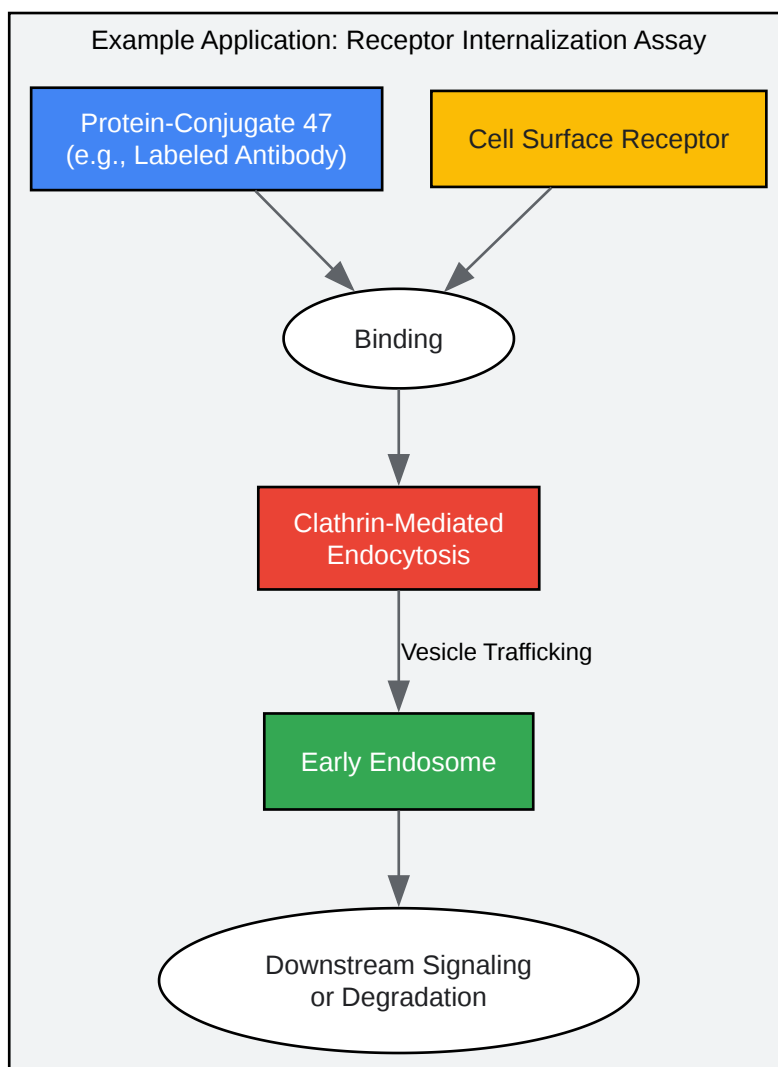 Example Application: Receptor Internalization Assay
Protein-Conjugate 47
(e.g., Labeled Antibody)
Cell Surface Receptor
Binding
Clathrin-Mediated
Endocytosis
Vesicle Trafficking
Early Endosome
Downstream Signaling
or Degradation